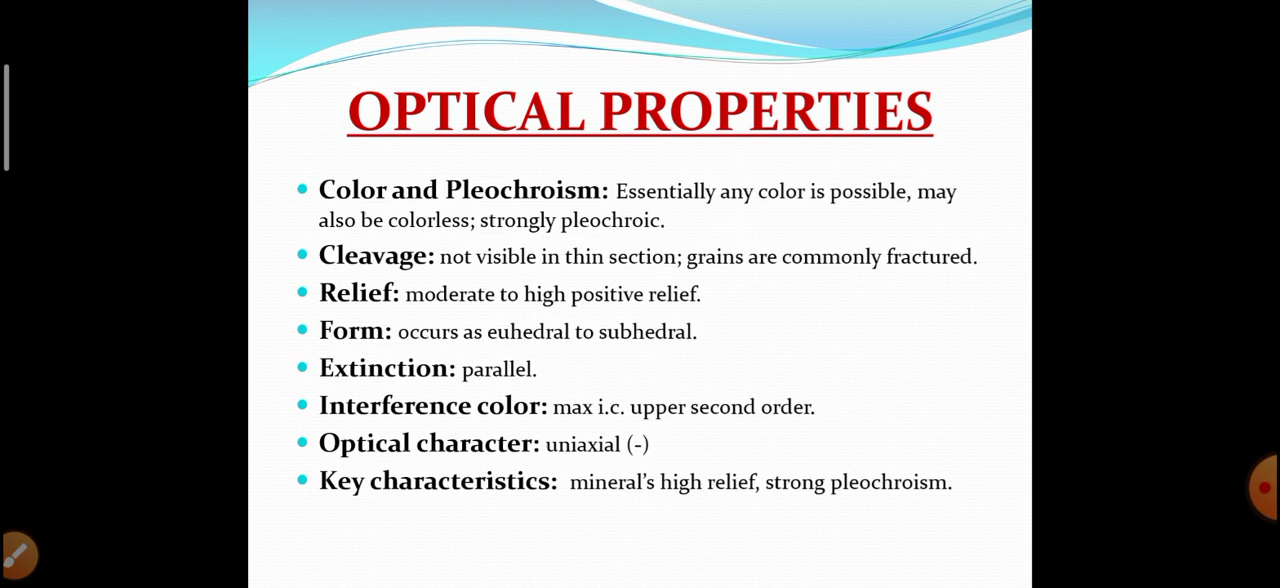 OPTICAL PROPERTIES
Color and Pleochroism: Essentially any color is possible, may
also be colorless; strongly pleochroic.
Cleavage: not visible in thin section; grains are commonly fractured.
Relief: moderate to high positive relief.
Form: occurs as euhedral to subhedral.
Extinction: parallel.
Interference color: max i.c. upper second order.
Optical character: uniaxial (-)
Key characteristics: mineral’s high relief, strong pleochroism.